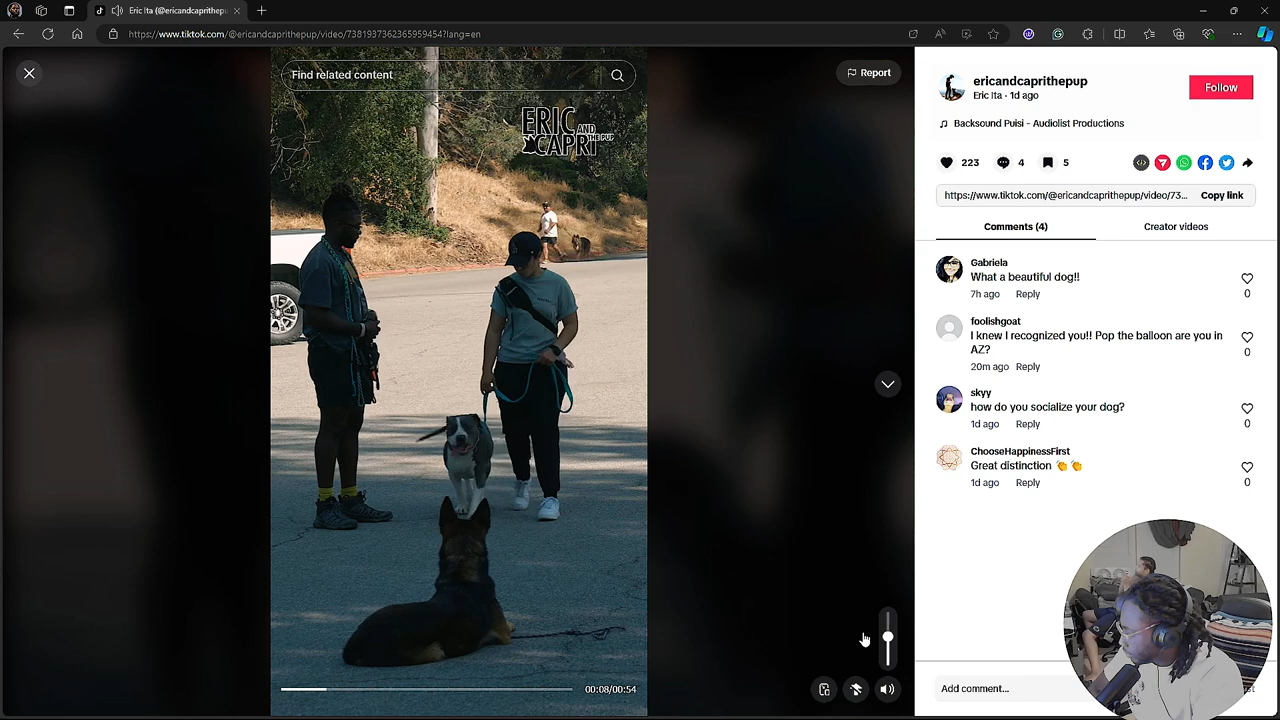 Eric Ita (@ericandcaprithepu
https://www.tiktok.com/@ericandcaprithepup/video/7381937362365959454?lang=en
Find related content
Report
ERIC AND
CAPRI THE PUP
00:08/00:54
ericandcaprithepup
Eric Ita · 1d ago
Follow
Backsound Puisi - Audiolist Productions
223
4
5
https://www.tiktok.com/@ericandcaprithepup/video/73...
Copy link
Comments (4)
Creator videos
Gabriela
What a beautiful dog!!
7h ago Reply
0
foolishgoat
I knew I recognized you!! Pop the balloon are you in
AZ?
20m ago Reply
0
skyy
how do you socialize your dog?
1d ago Reply
0
ChooseHappinessFirst
Great distinction 👏 👏
1d ago Reply
0
Add comment...